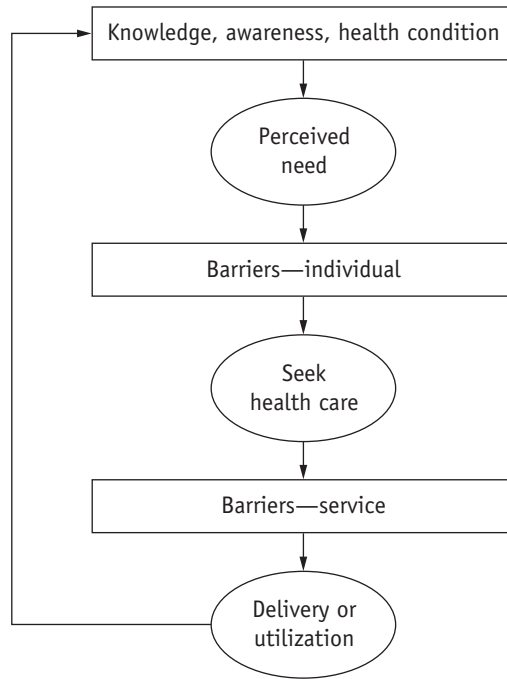 Knowledge, awareness, health condition
Perceived
need
Barriers—individual
Seek
health care
Barriers—service
Delivery or
utilization